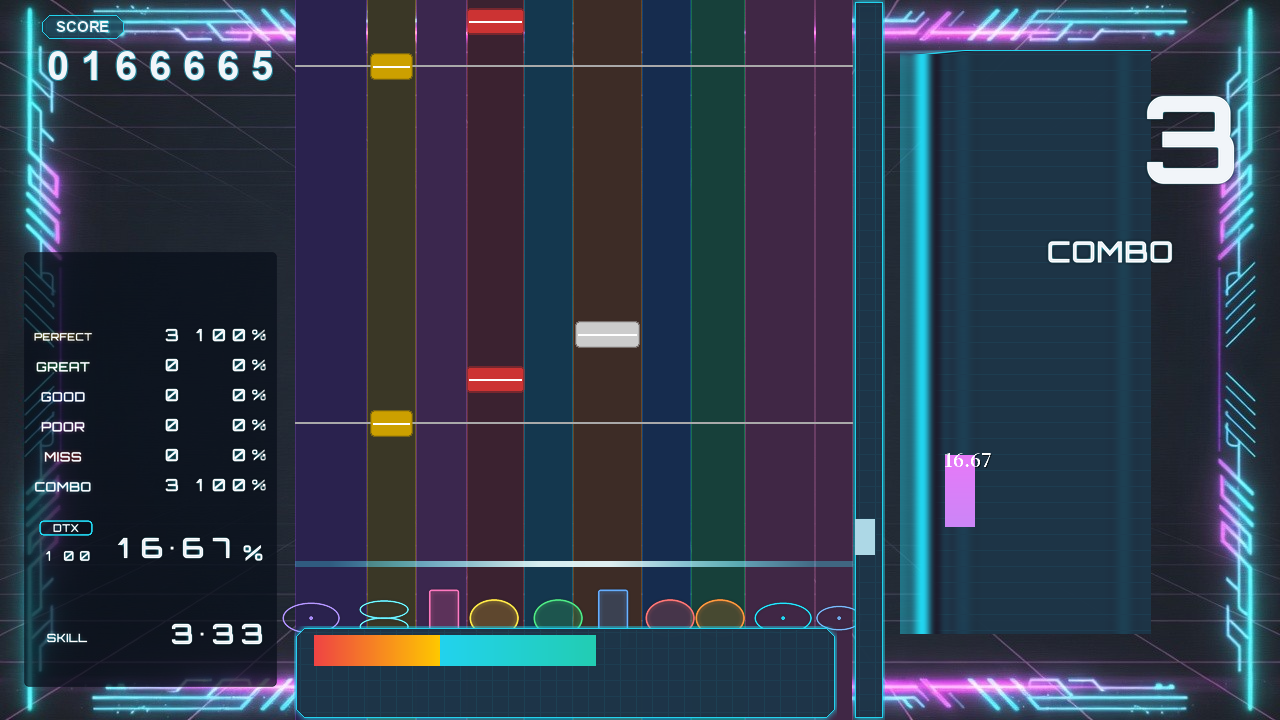 SCORE
0166665
PERFECT 3 100%
GREAT 0 0%
GOOD 0 0%
POOR 0 0%
MISS 0 0%
COMBO 3 100%
DTX
100 16.67%
SKILL 3.33
3
COMBO
16.67